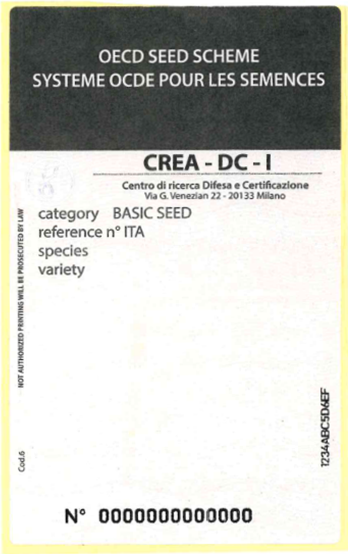 OECD SEED SCHEME
SYSTEME OCDE POUR LES SEMENCES
CREA - DC - I
Centro di ricerca Difesa e Certificazione
Via G. Venezian 22 - 20133 Milano
category BASIC SEED
reference n° ITA
species
variety
NOT AUTHORIZED PRINTING WILL BE PROSECUTED BY LAW
Cod.6
1234ABC5D6EF
N° 0000000000000